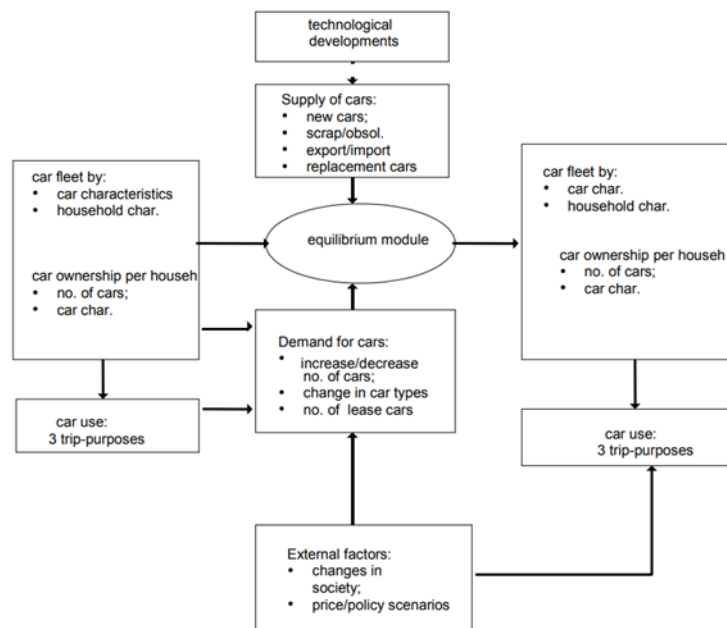 technological
developments
Supply of cars:
• new cars;
• scrap/obsol.
• export/import
• replacement cars
car fleet by:
• car characteristics
• household char.
car ownership per househ
• no. of cars;
• car char.
equilibrium module
car fleet by:
• car char.
• household char.
car ownership per househ
• no. of cars;
• car char.
Demand for cars:
• increase/decrease
no. of cars;
• change in car types
• no. of lease cars
car use:
3 trip-purposes
car use:
3 trip-purposes
External factors:
• changes in
society;
• price/policy scenarios